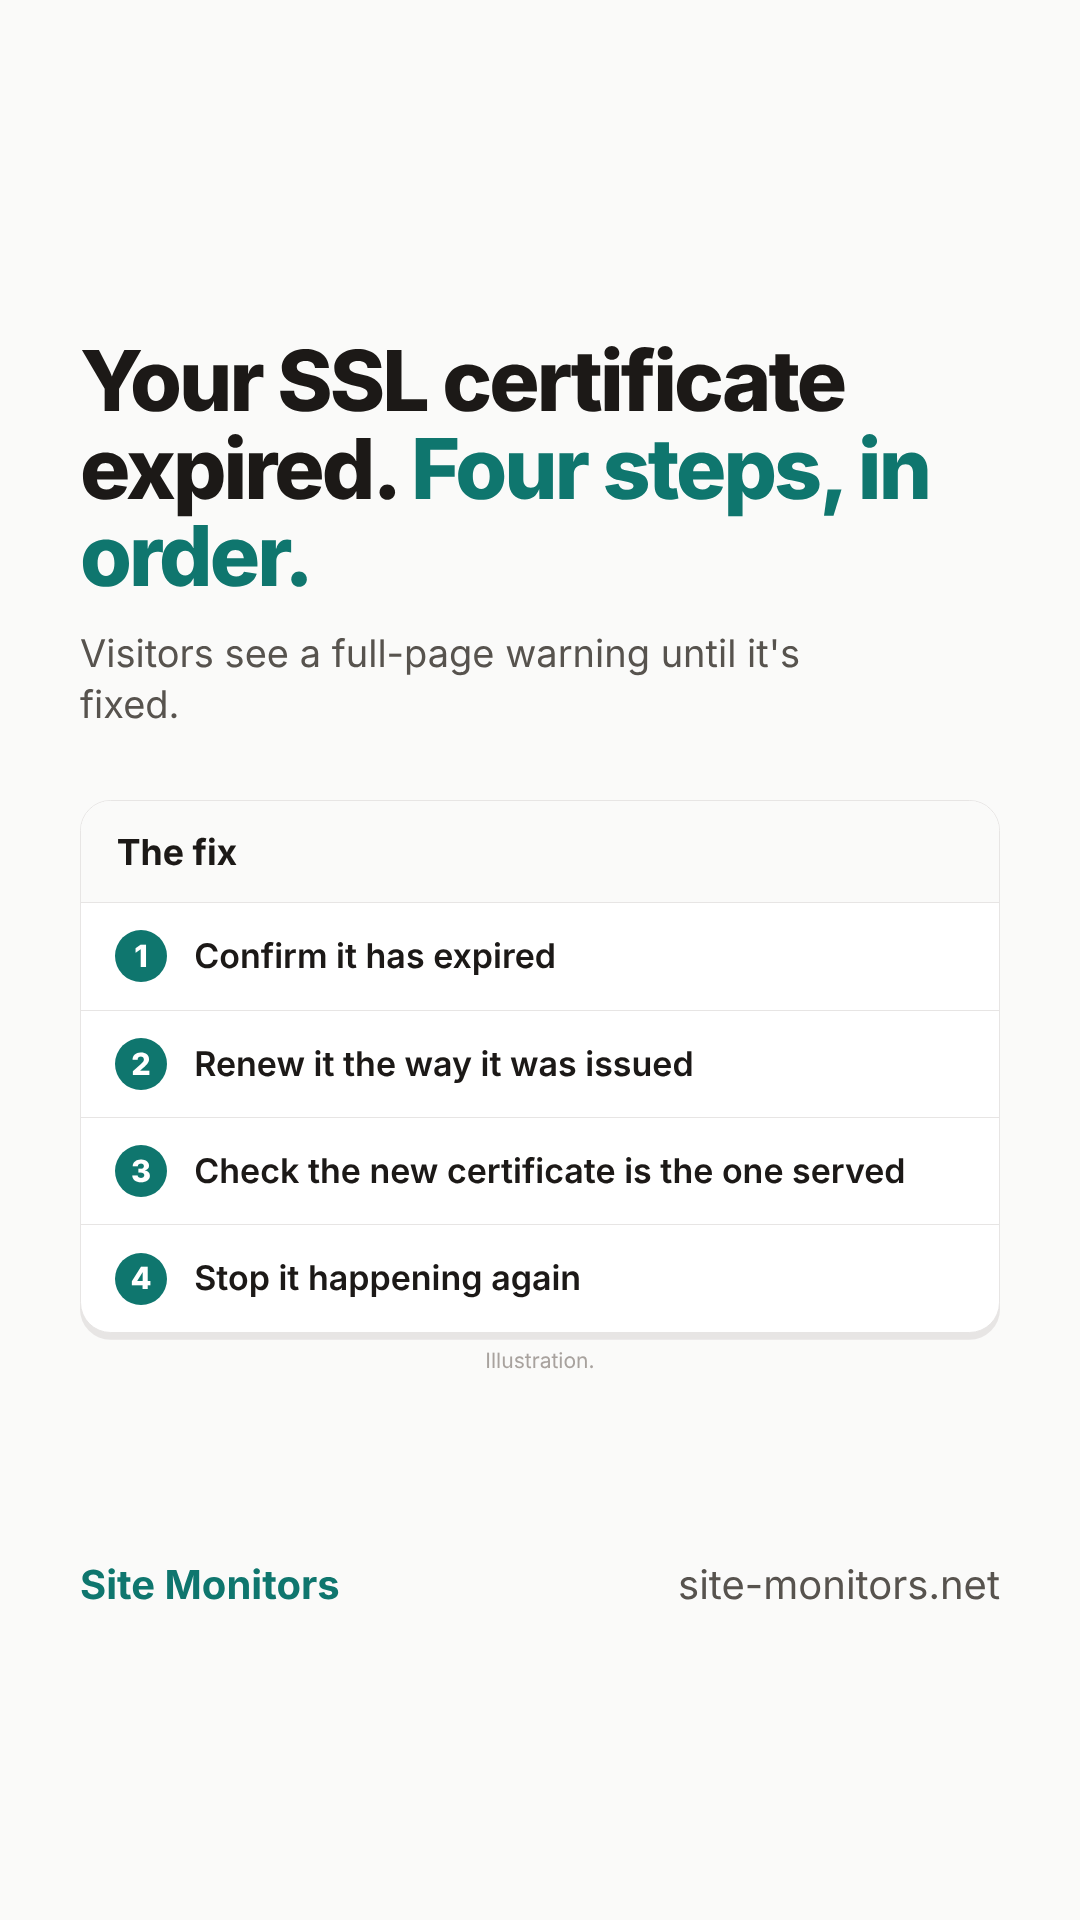 Your SSL certificate
expired. Four steps, in
order.
Visitors see a full-page warning until it's
fixed.
The fix
1 Confirm it has expired
2 Renew it the way it was issued
3 Check the new certificate is the one served
4 Stop it happening again
Illustration.
Site Monitors site-monitors.net